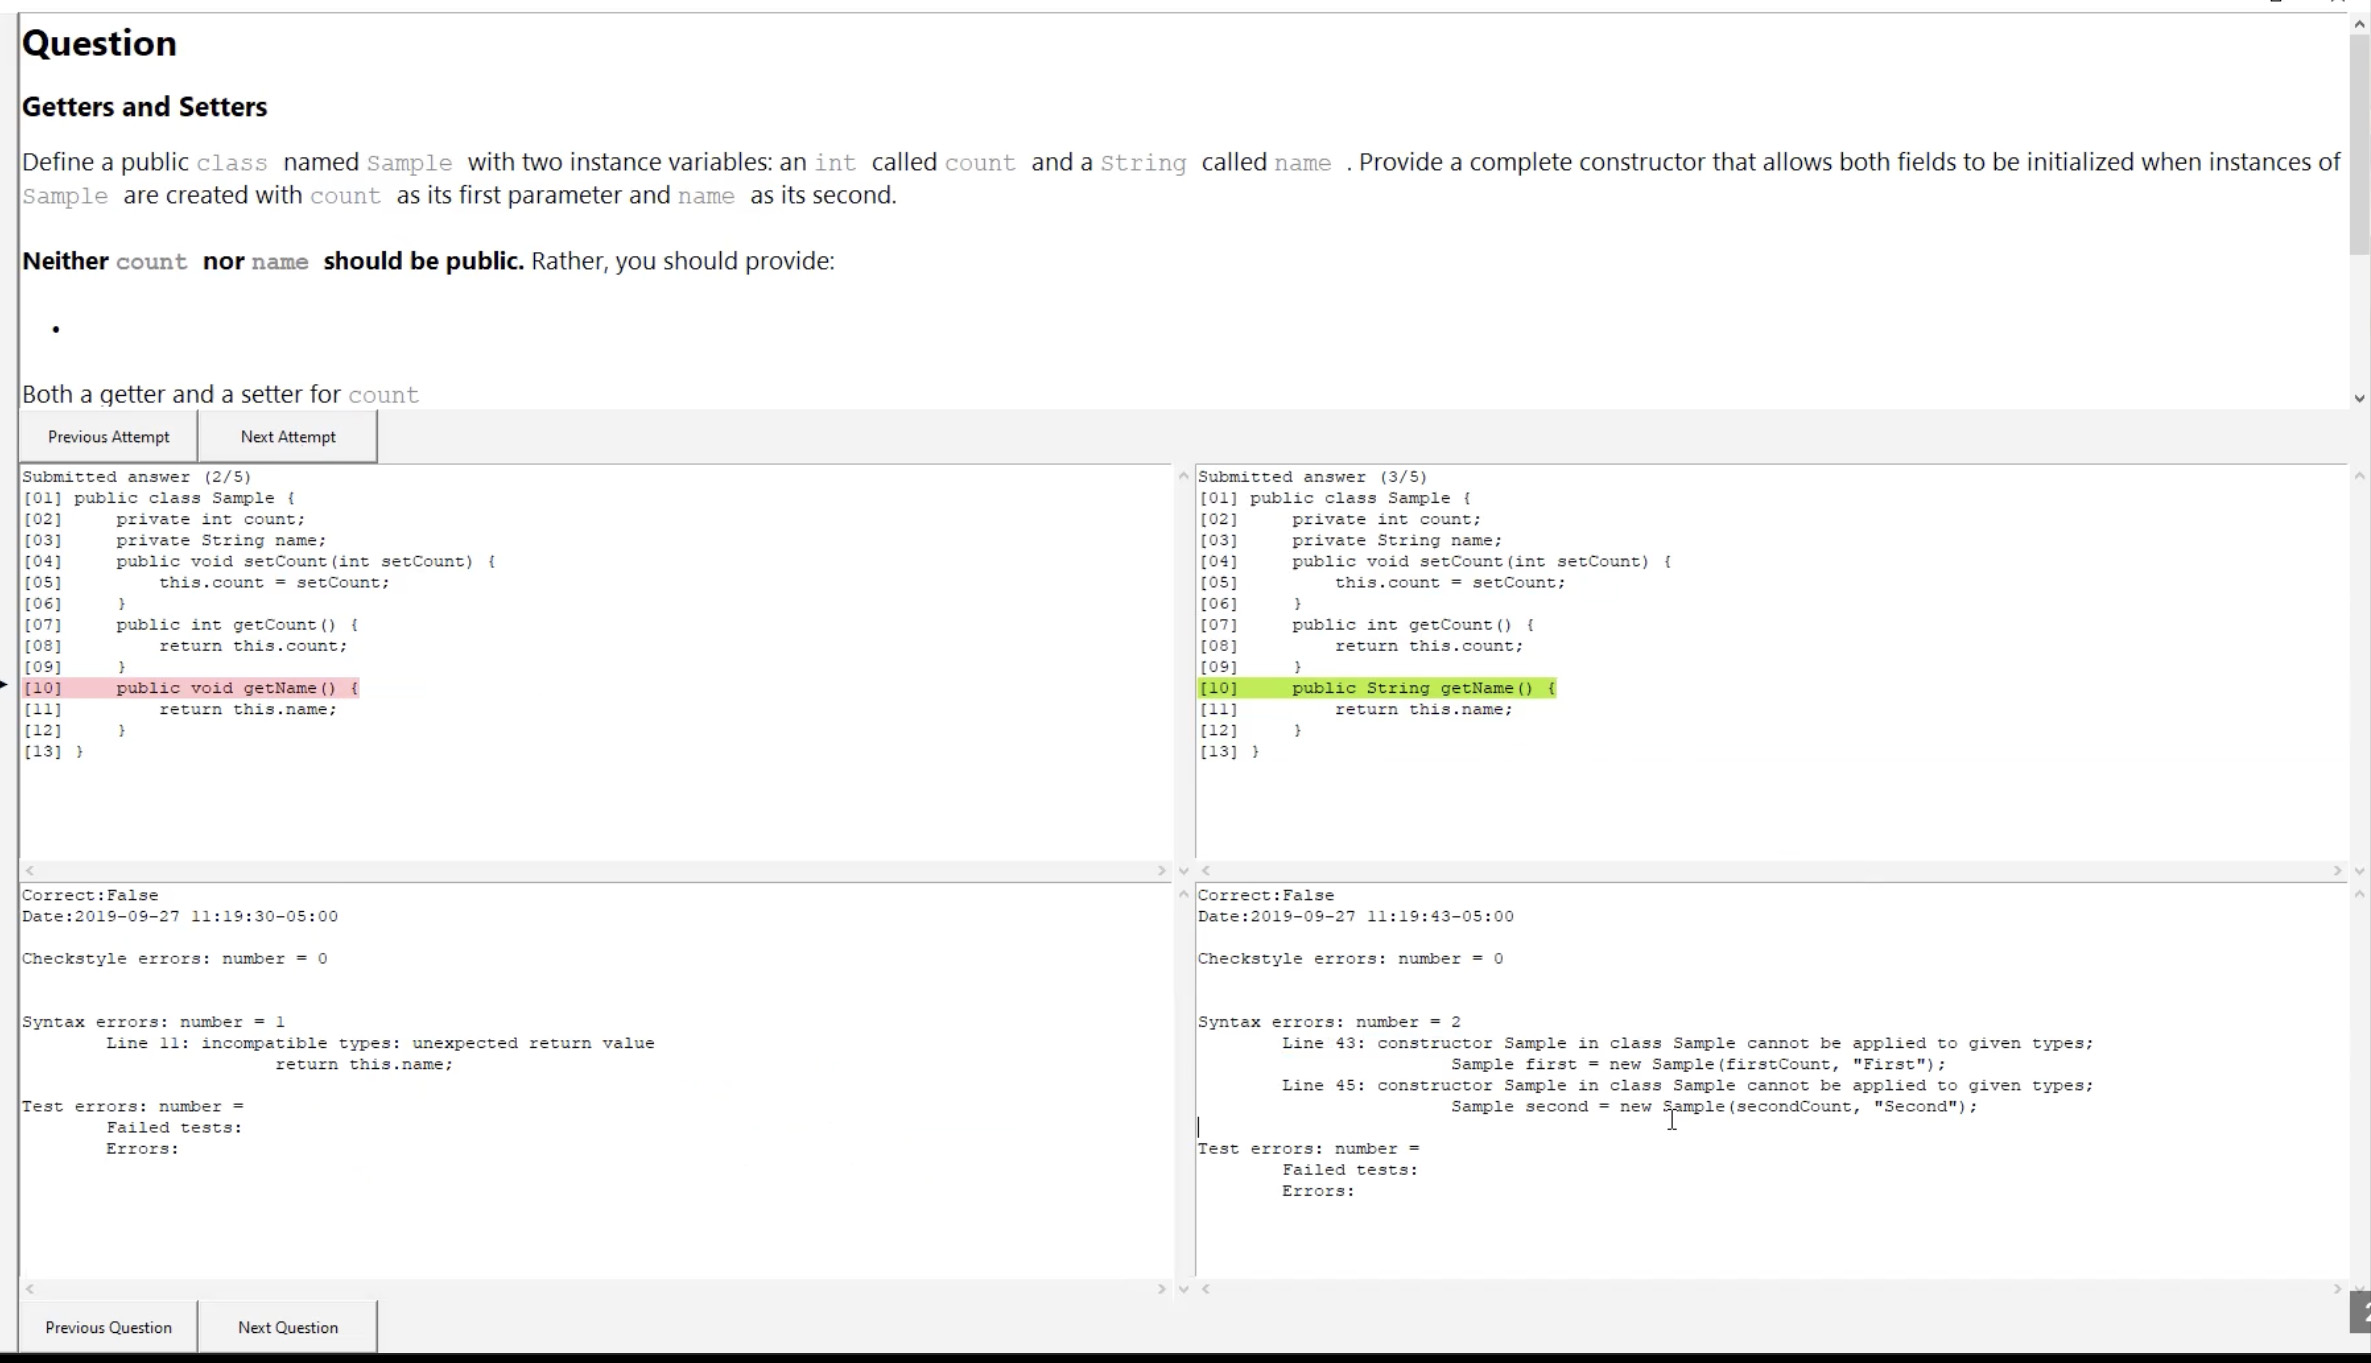 Question
Getters and Setters
Define a public class named Sample with two instance variables: an int called count and a String called name . Provide a complete constructor that allows both fields to be initialized when instances of
Sample are created with count as its first parameter and name as its second.
Neither count nor name should be public. Rather, you should provide:
•
Both a getter and a setter for count
Previous Attempt
Next Attempt
Submitted answer (2/5)
[01] public class Sample {
[02]     private int count;
[03]     private String name;
[04]     public void setCount(int setCount) {
[05]         this.count = setCount;
[06]     }
[07]     public int getCount() {
[08]         return this.count;
[09]     }
[10]     public void getName() {
[11]         return this.name;
[12]     }
[13] }
Submitted answer (3/5)
[01] public class Sample {
[02]     private int count;
[03]     private String name;
[04]     public void setCount(int setCount) {
[05]         this.count = setCount;
[06]     }
[07]     public int getCount() {
[08]         return this.count;
[09]     }
[10]     public String getName() {
[11]         return this.name;
[12]     }
[13] }
Correct:False
Date:2019-09-27 11:19:30-05:00
Checkstyle errors: number = 0
Syntax errors: number = 1
Line 11: incompatible types: unexpected return value
return this.name;
Test errors: number =
Failed tests:
Errors:
Correct:False
Date:2019-09-27 11:19:43-05:00
Checkstyle errors: number = 0
Syntax errors: number = 2
Line 43: constructor Sample in class Sample cannot be applied to given types;
Sample first = new Sample(firstCount, "First");
Line 45: constructor Sample in class Sample cannot be applied to given types;
Sample second = new Sample(secondCount, "Second");
Test errors: number =
Failed tests:
Errors:
Previous Question
Next Question